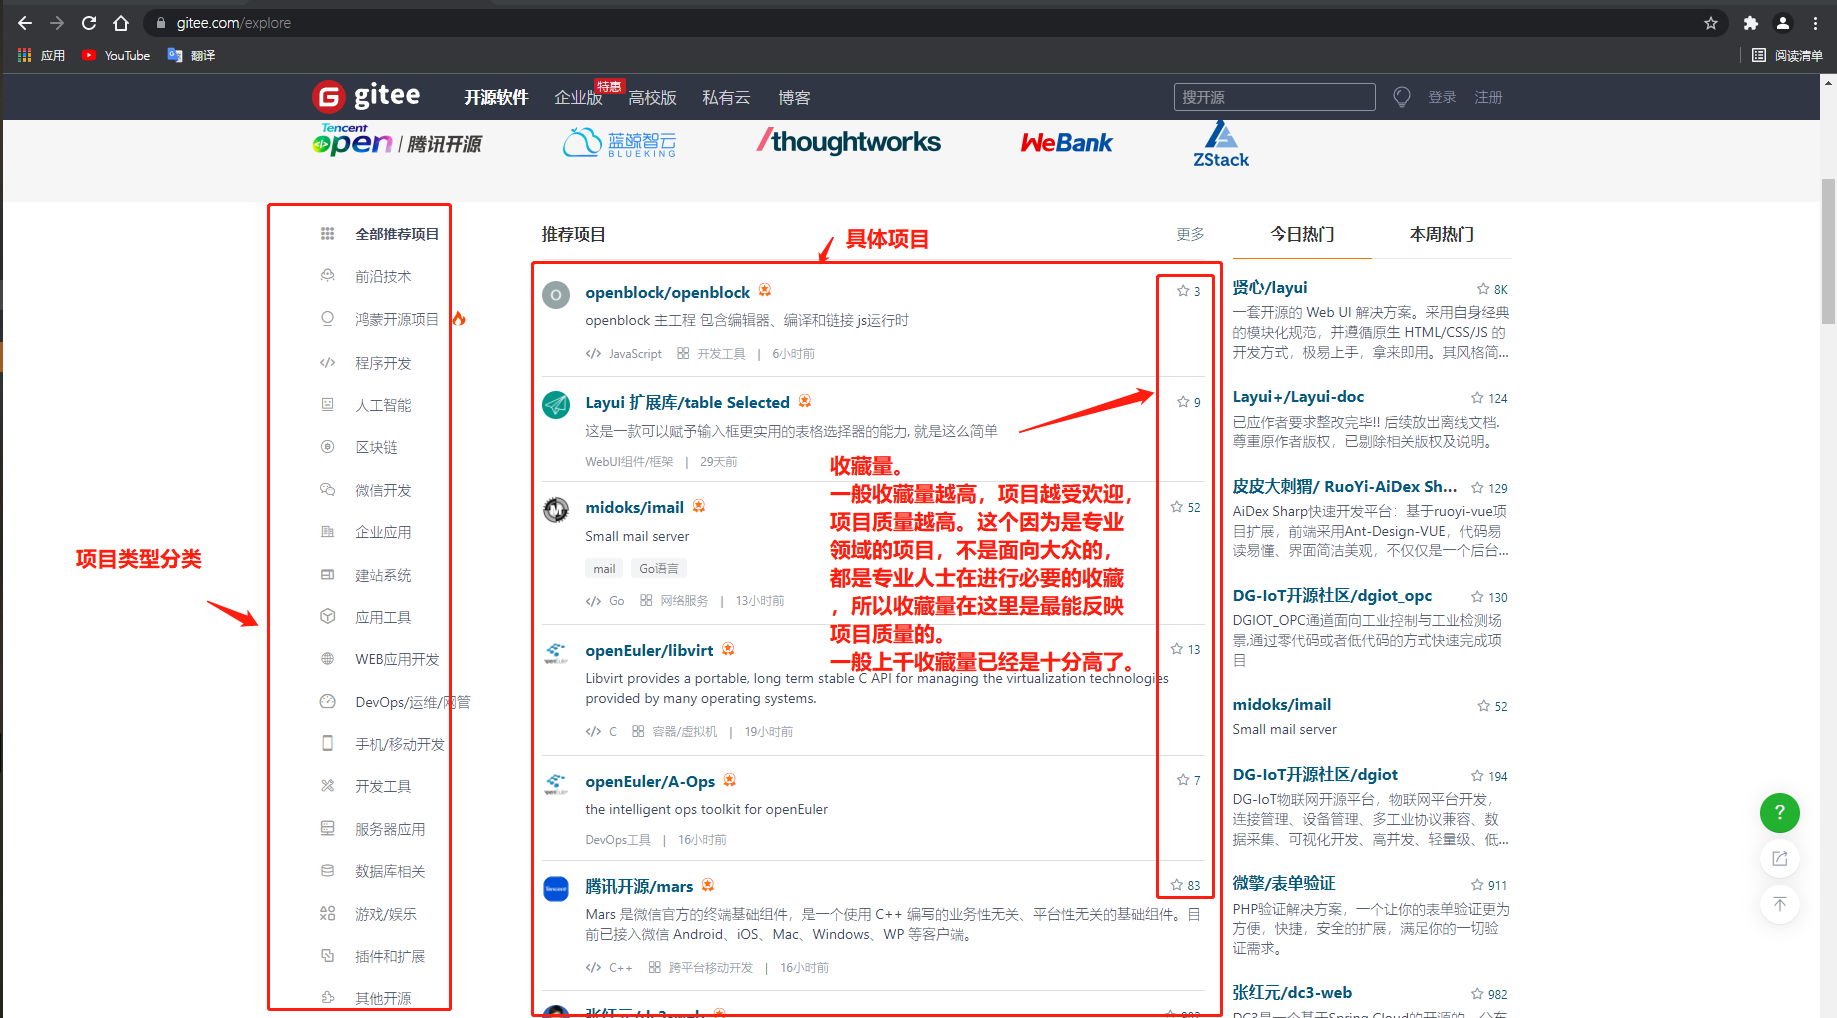 gitee.com/explore
应用
YouTube
翻译
阅读清单
gitee
开源软件
企业版
特惠
高校版
私有云
博客
搜开源
登录
注册
Tencent
Open | 腾讯开源
蓝鲸智云
BLUEKING
/thoughtworks
WeBank
ZStack
项目类型分类
全部推荐项目
前沿技术
鸿蒙开源项目
程序开发
人工智能
区块链
微信开发
企业应用
建站系统
应用工具
WEB应用开发
DevOps/运维/网管
手机/移动开发
开发工具
服务器应用
数据库相关
游戏/娱乐
插件和扩展
其他开源
推荐项目
更多
具体项目
openblock/openblock
3
openblock 主工程 包含编辑器、编译和链接 js运行时
JavaScript 开发工具 | 6小时前
Layui 扩展库/table Selected
9
这是一款可以赋予输入框更实用的表格选择器的能力, 就是这么简单
WebUI组件/框架 | 29天前
收藏量。
一般收藏量越高，项目越受欢迎，
项目质量越高。这个因为是专业
领域的项目，不是面向大众的，
都是专业人士在进行必要的收藏
，所以收藏量在这里是最能反映
项目质量的。
一般上千收藏量已经是十分高了。
midoks/imail
52
Small mail server
mail
Go语言
Go 网络服务 | 13小时前
openEuler/libvirt
13
Libvirt provides a portable, long term stable C API for managing the virtualization technologies
provided by many operating systems.
C 容器/虚拟机 | 19小时前
openEuler/A-Ops
7
the intelligent ops toolkit for openEuler
DevOps工具 | 16小时前
腾讯开源/mars
83
Mars 是微信官方的终端基础组件，是一个使用 C++ 编写的业务性无关、平台性无关的基础组件。目
前已接入微信 Android、iOS、Mac、Windows、WP 等客户端。
C++ 跨平台移动开发 | 16小时前
张红元/dc3-web
982
今日热门
本周热门
贤心/layui
8K
一套开源的 Web UI 解决方案。采用自身经典
的模块化规范，并遵循原生 HTML/CSS/JS 的
开发方式，极易上手，拿来即用。其风格简...
Layui+/Layui-doc
124
已应作者要求整改完毕!! 后续放出离线文档.
尊重原作者版权，已剔除相关版权及说明。
皮皮大刺猬/ RuoYi-AiDex Sh...
129
AiDex Sharp快速开发平台：基于ruoyi-vue项
目扩展，前端采用Ant-Design-VUE，代码易
读易懂、界面简洁美观，不仅仅是一个后台...
DG-IoT开源社区/dgiot_opc
130
DGIOT_OPC通道面向工业控制与工业检测场
景,通过零代码或者低代码的方式快速完成项
目
midoks/imail
52
Small mail server
DG-IoT开源社区/dgiot
194
DG-IoT物联网开源平台，物联网平台开发，
连接管理、设备管理、多工业协议兼容、数
据采集、可视化开发、高并发、轻量级、低...
微擎/表单验证
911
PHP验证解决方案，一个让你的表单验证更为
方便，快捷，安全的扩展，满足你的一切验
证需求。
张红元/dc3-web
982
DC3是一个基于Spring Cloud的开源的、分布